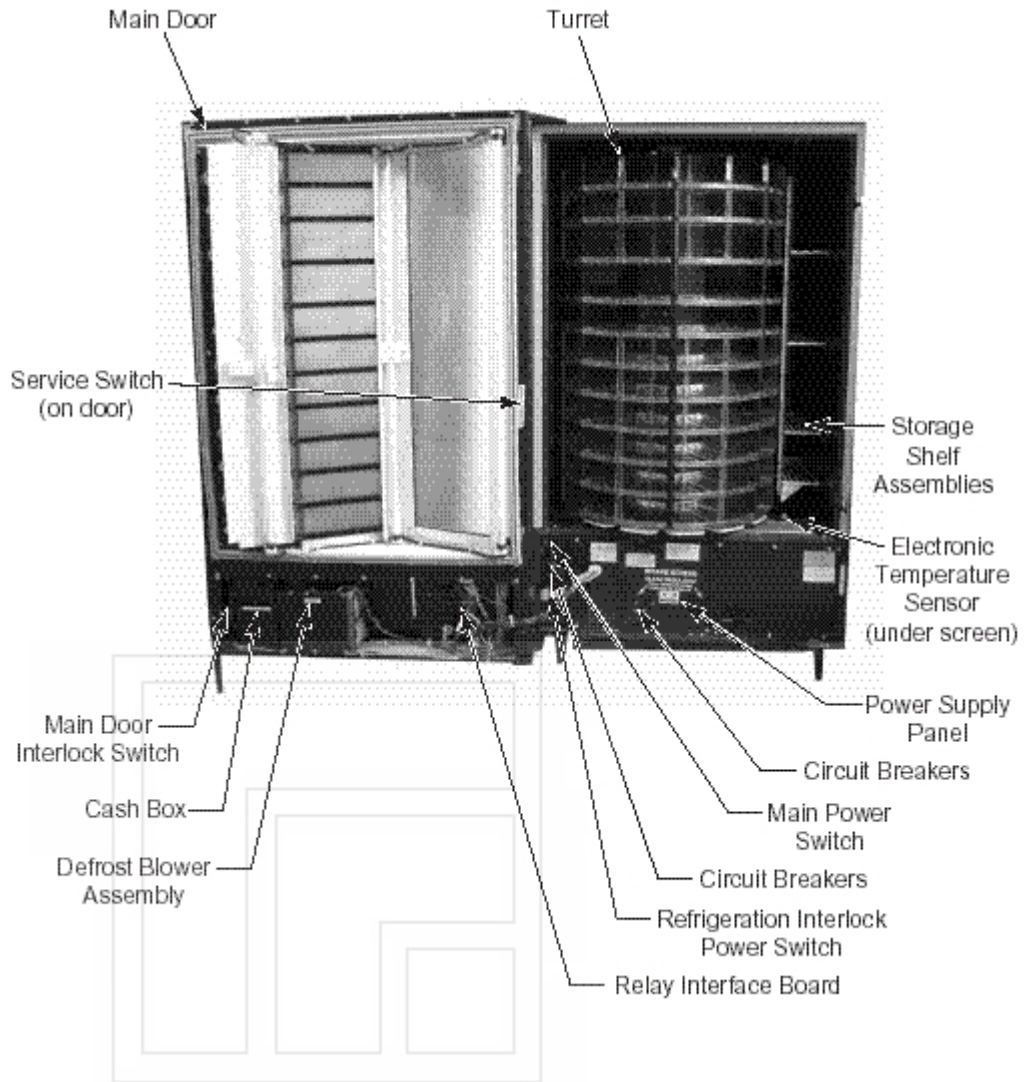 Main Door
Turret
Service Switch
(on door)
Storage
Shelf
Assemblies
Electronic
Temperature
Sensor
(under screen)
Main Door
Interlock Switch
Power Supply
Panel
Circuit Breakers
Cash Box
Main Power
Switch
Defrost Blower
Assembly
Circuit Breakers
Refrigeration Interlock
Power Switch
Relay Interface Board